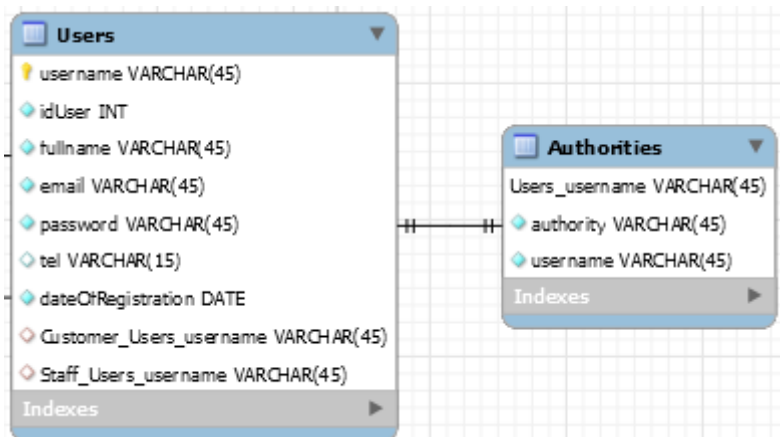 Users
username VARCHAR(45)
idUser INT
fullname VARCHAR(45)
email VARCHAR(45)
password VARCHAR(45)
tel VARCHAR(15)
dateOfRegistration DATE
Customer_Users_username VARCHAR(45)
Staff_Users_username VARCHAR(45)
Indexes
Authorities
Users_username VARCHAR(45)
authority VARCHAR(45)
username VARCHAR(45)
Indexes